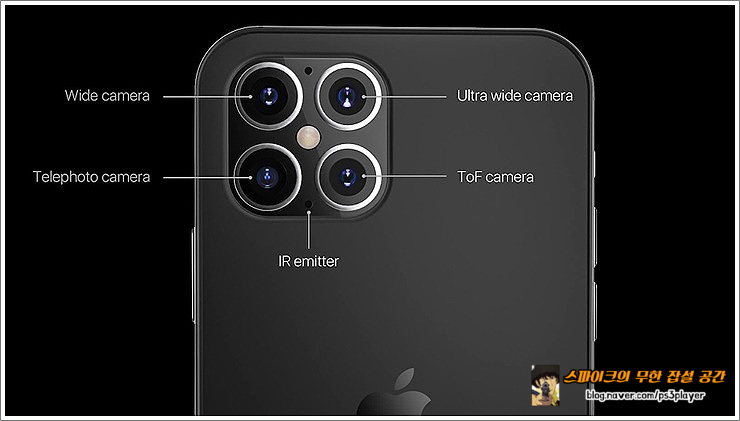 Wide camera
Ultra wide camera
Telephoto camera
ToF camera
IR emitter
스파이크의 무한 잡설 공간
blog.naver.com/ps3player